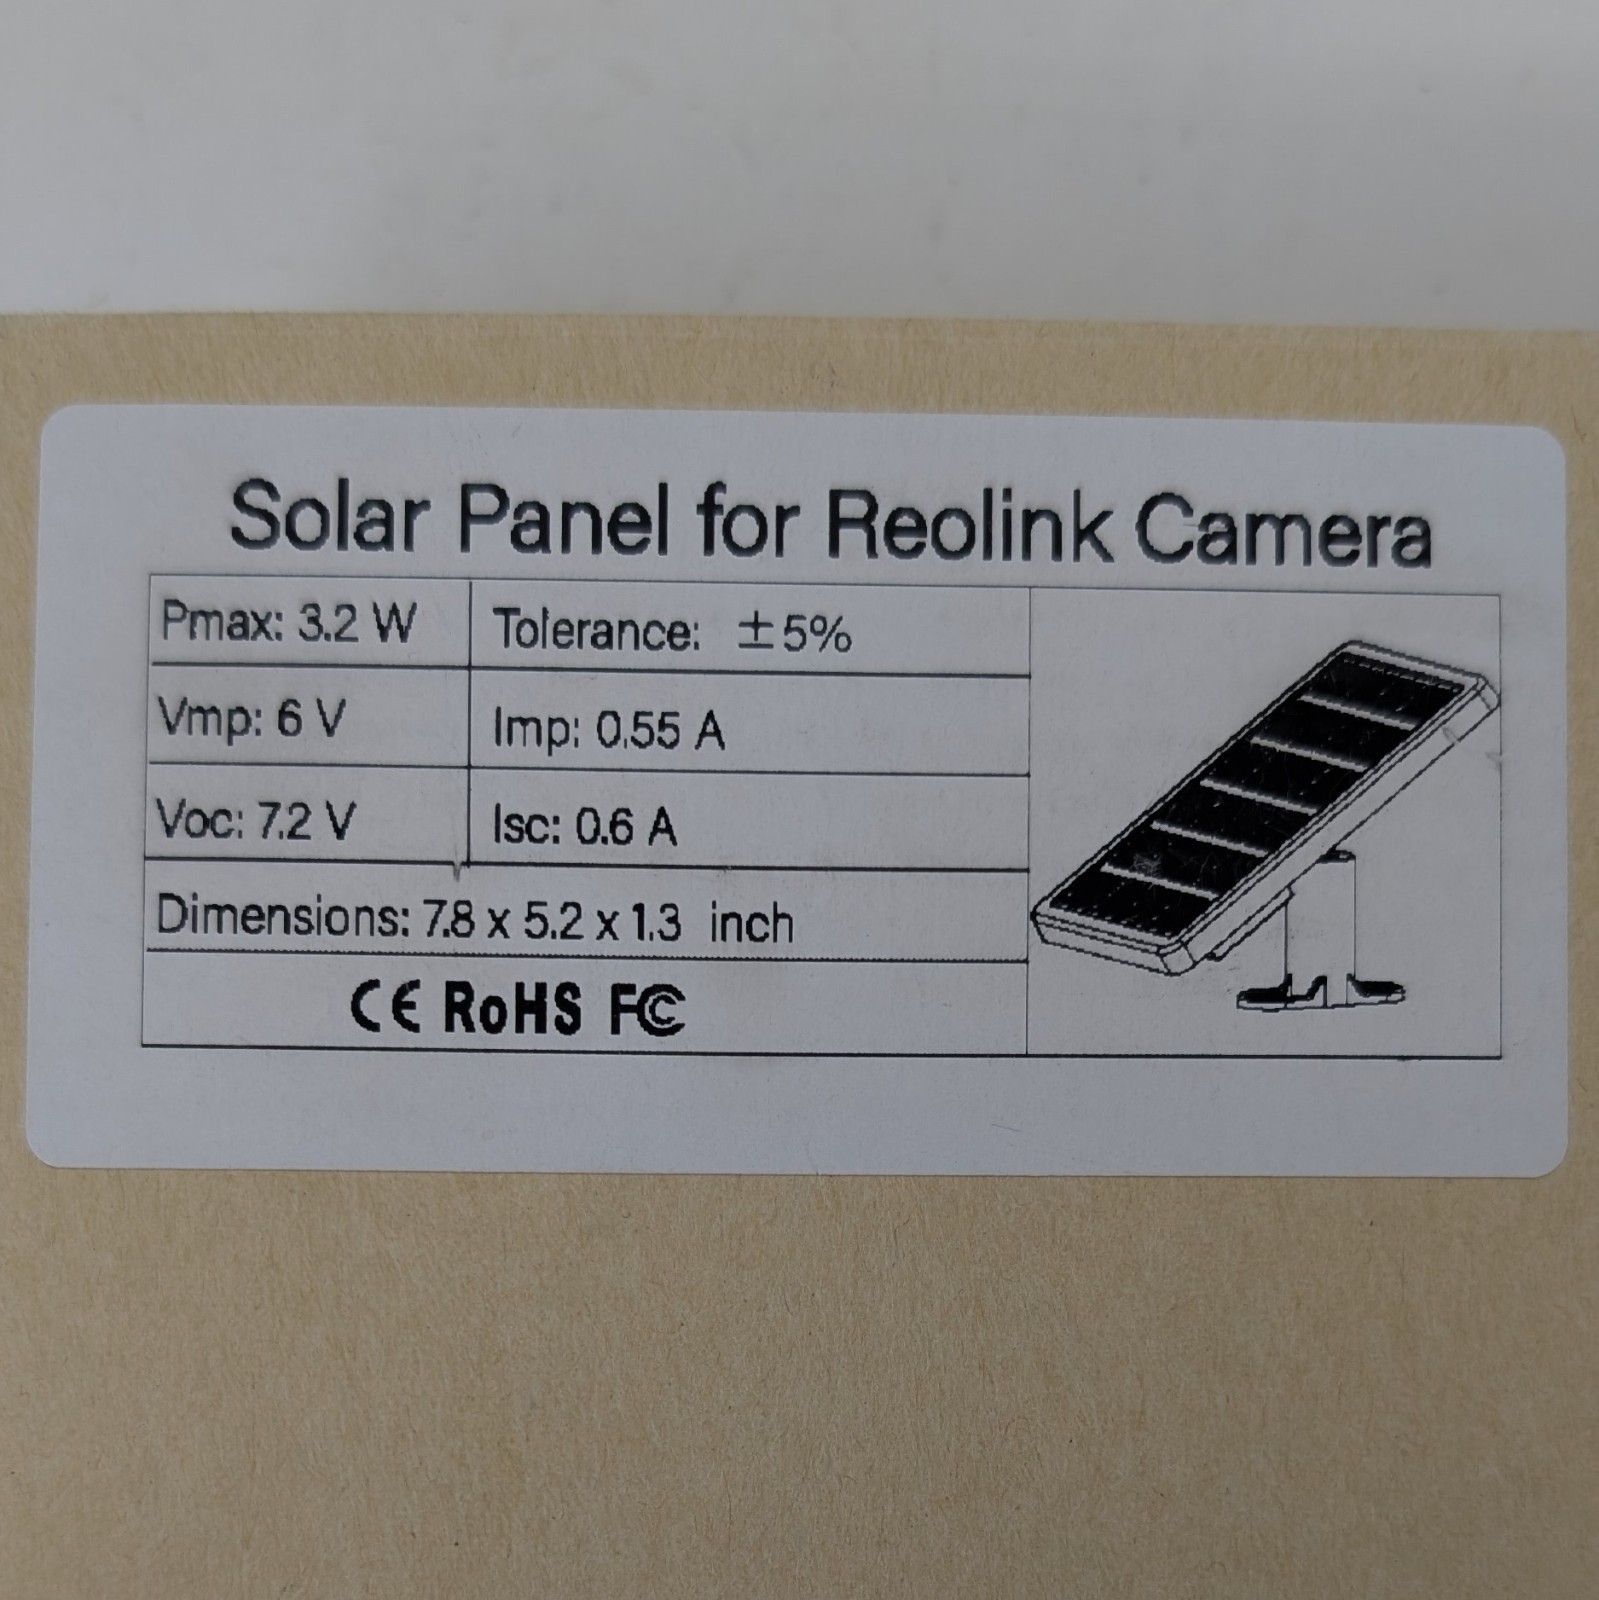 Solar Panel for Reolink Camera
Pmax: 3.2 W Tolerance: ±5%
Vmp: 6 V Imp: 0.55 A
Voc: 7.2 V Isc: 0.6 A
Dimensions: 7.8 x 5.2 x 1.3 inch
CE RoHS FC